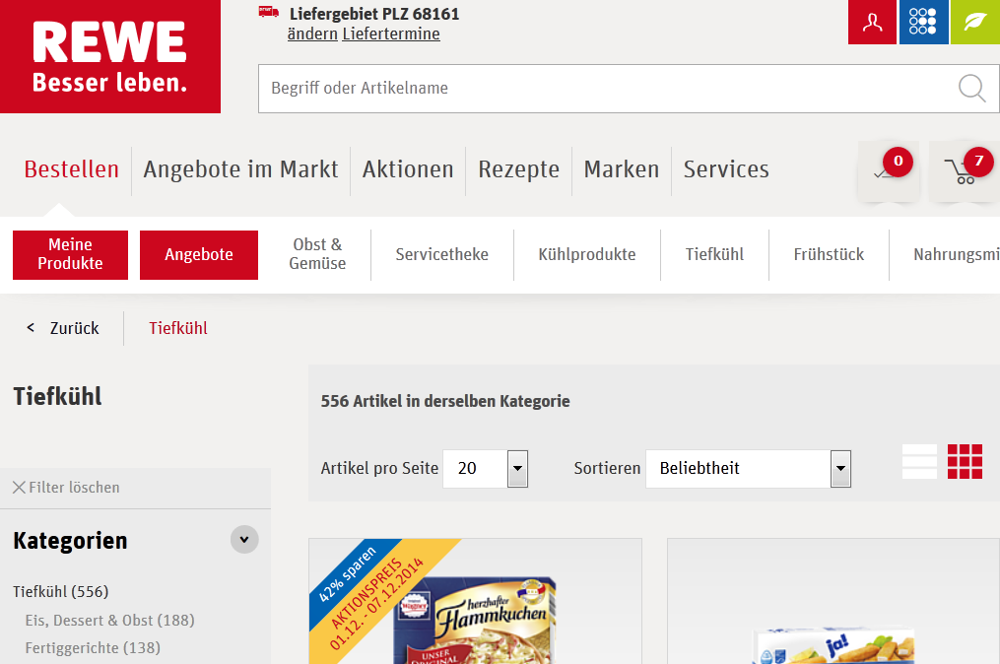 REWE
Besser leben.
REWE
Liefergebiet PLZ 68161
ändern Liefertermine
Begriff oder Artikelname
Bestellen
Angebote im Markt
Aktionen
Rezepte
Marken
Services
0
7
Meine
Produkte
Angebote
Obst &
Gemüse
Servicetheke
Kühlprodukte
Tiefkühl
Frühstück
Nahrungsmi
< Zurück
Tiefkühl
Tiefkühl
556 Artikel in derselben Kategorie
Artikel pro Seite 20
Sortieren Beliebtheit
Filter löschen
Kategorien
Tiefkühl (556)
Eis, Dessert & Obst (188)
Fertiggerichte (138)
42% sparen
AKTIONSPREIS
01.12. - 07.12.2014
Wagner
herzhafter
Flammkuchen
UNSER
ORIGINAL
ja!